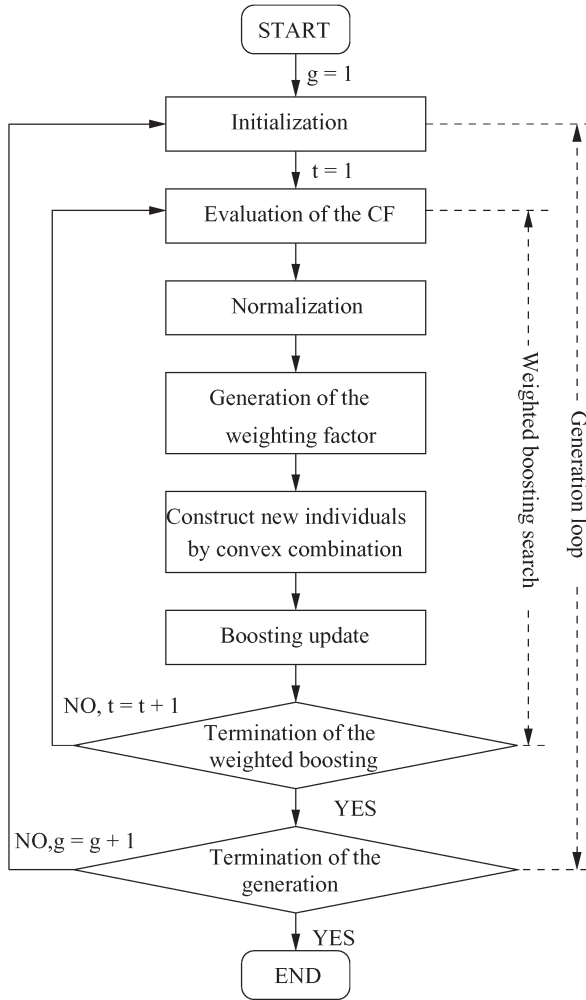 START
g = 1
Initialization
t = 1
Evaluation of the CF
Normalization
Generation of the
weighting factor
Construct new individuals
by convex combination
Boosting update
NO, t = t + 1
Termination of the
weighted boosting
YES
NO,g = g + 1
Termination of the
generation
YES
END
Weighted boosting search
Generation loop